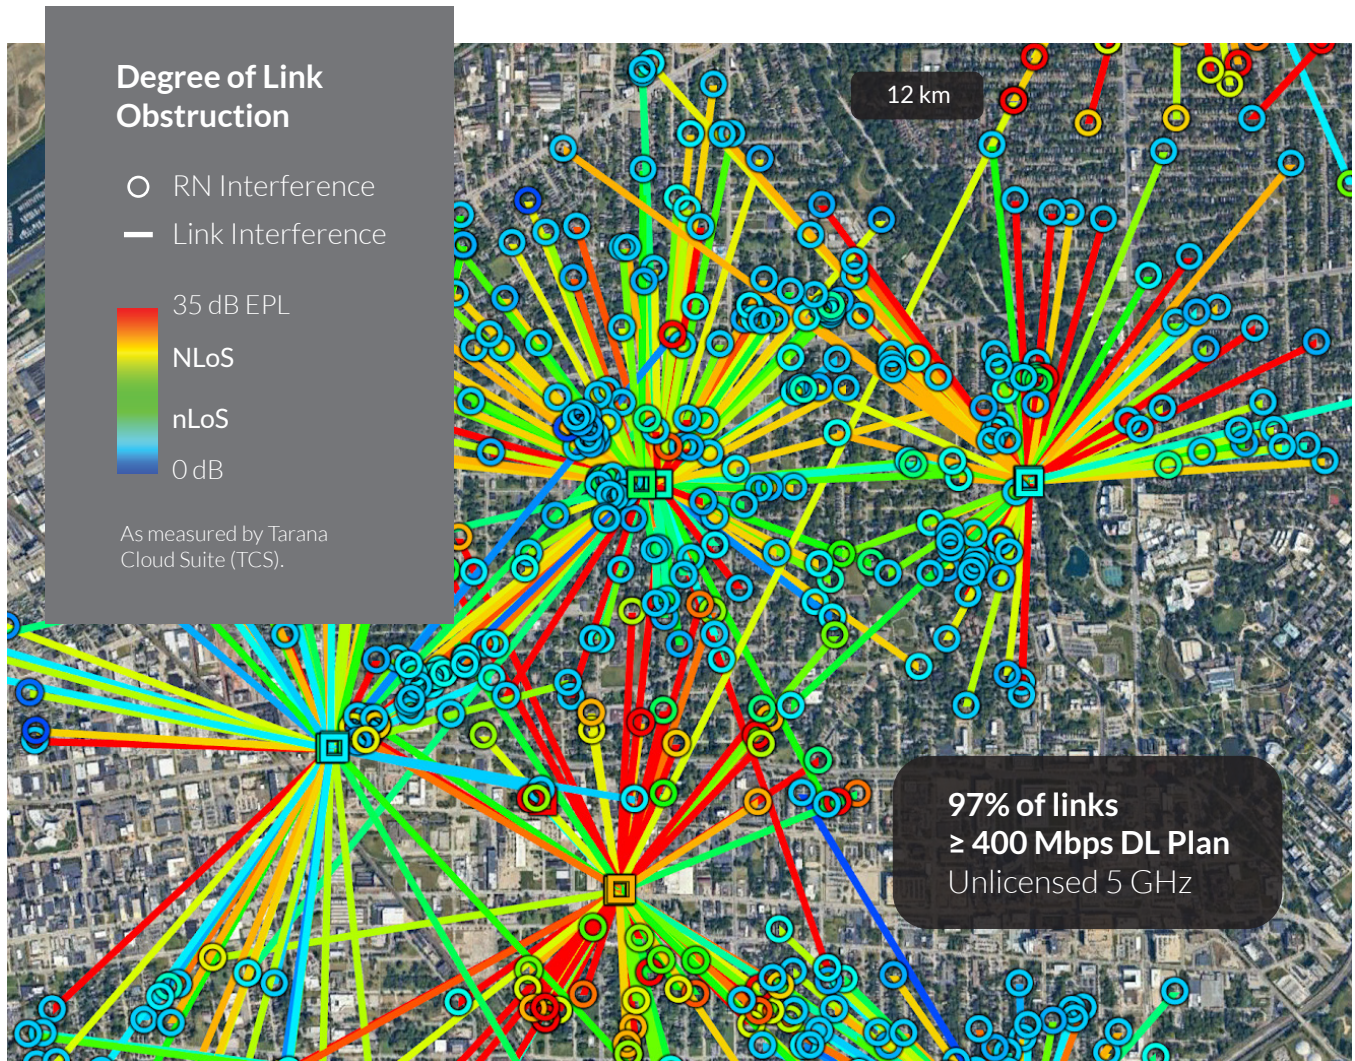 Degree of Link
Obstruction
RN Interference
Link Interference
35 dB EPL
NLoS
nLoS
0 dB
As measured by Tarana
Cloud Suite (TCS).
12 km
97% of links
≥ 400 Mbps DL Plan
Unlicensed 5 GHz